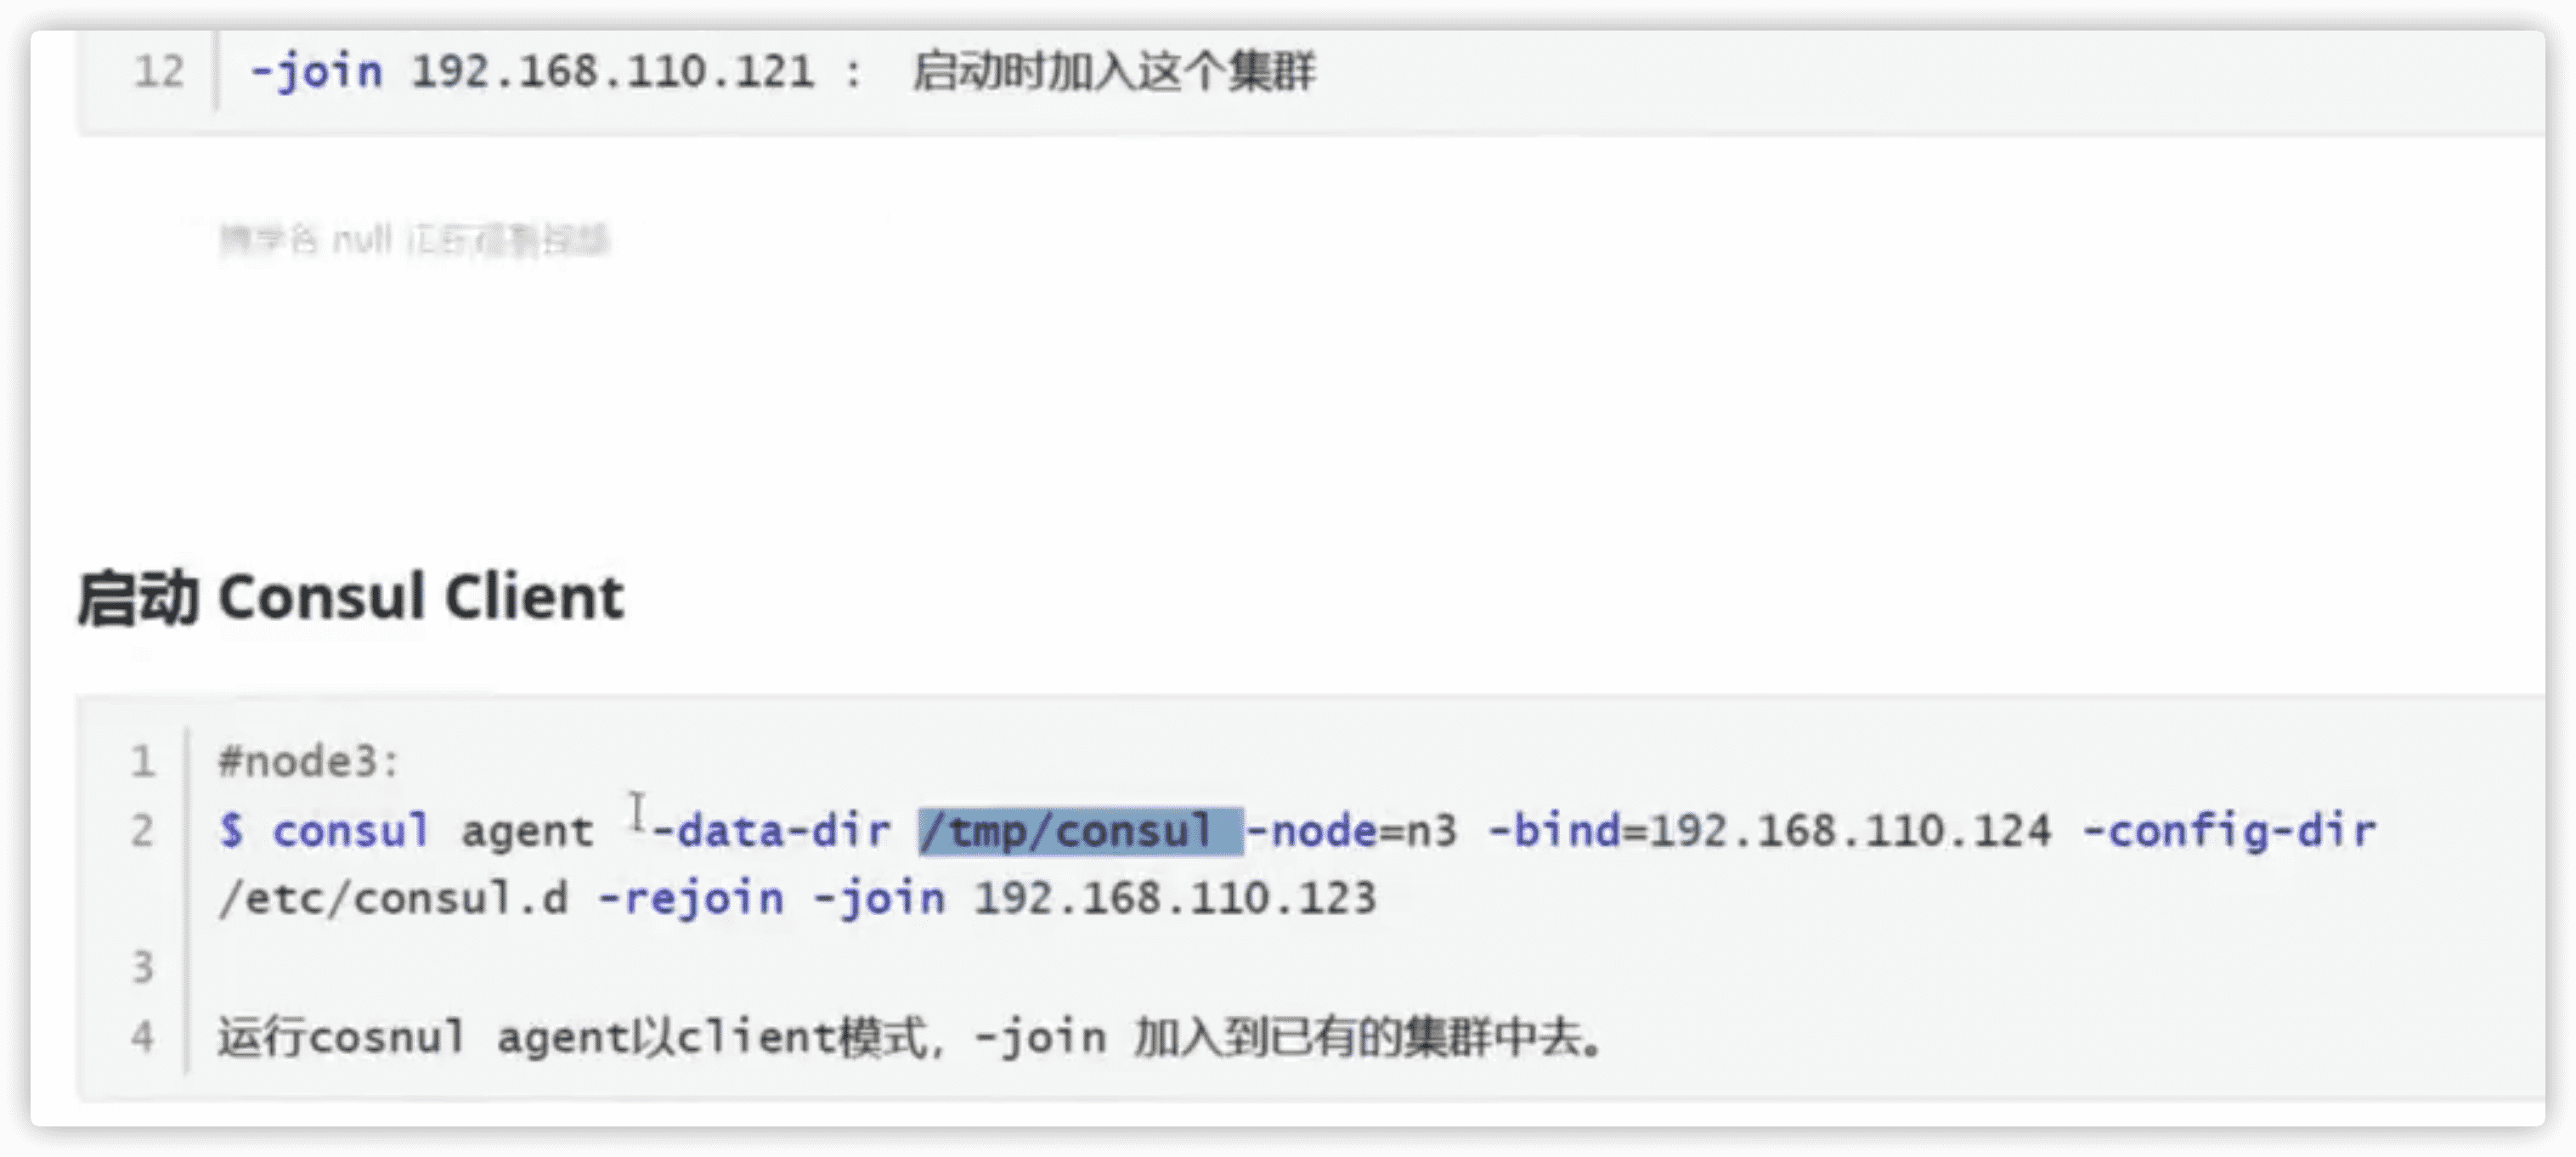 12 -join 192.168.110.121 : 启动时加入这个集群
null
启动 Consul Client
1 #node3:
2 $ consul agent -data-dir /tmp/consul -node=n3 -bind=192.168.110.124 -config-dir
/etc/consul.d -rejoin -join 192.168.110.123
3
4 运行cosnul agent以client模式，-join 加入到已有的集群中去。